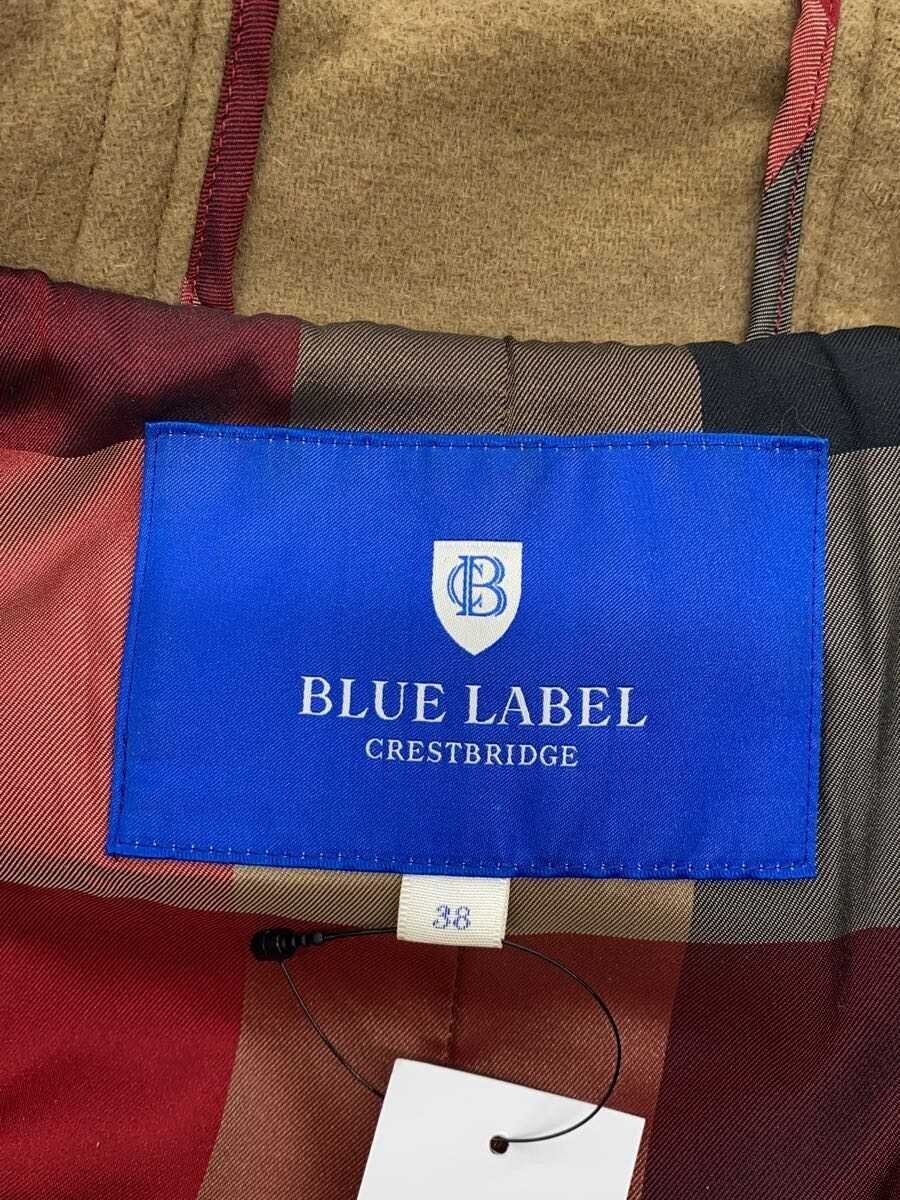 CB
BLUE LABEL
CRESTBRIDGE
38